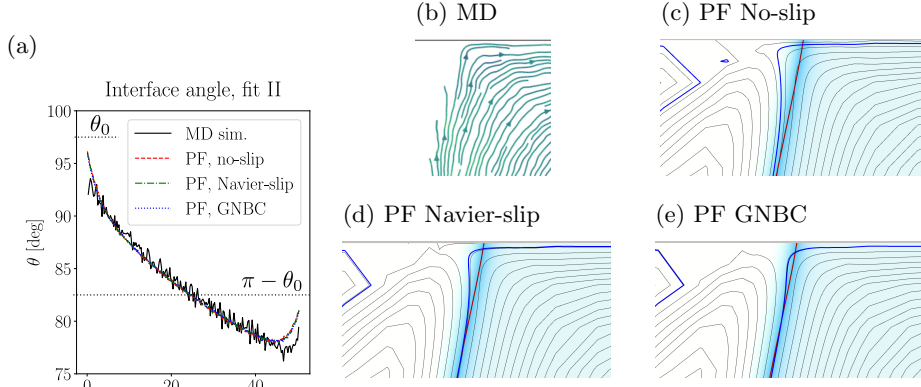 (a)
Interface angle, fit II
θ [deg]
100
95
90
85
80
75
0
20
40
θ₀
π − θ₀
MD sim.
PF, no-slip
PF, Navier-slip
PF, GNBC
(b) MD
(c) PF No-slip
(d) PF Navier-slip
(e) PF GNBC